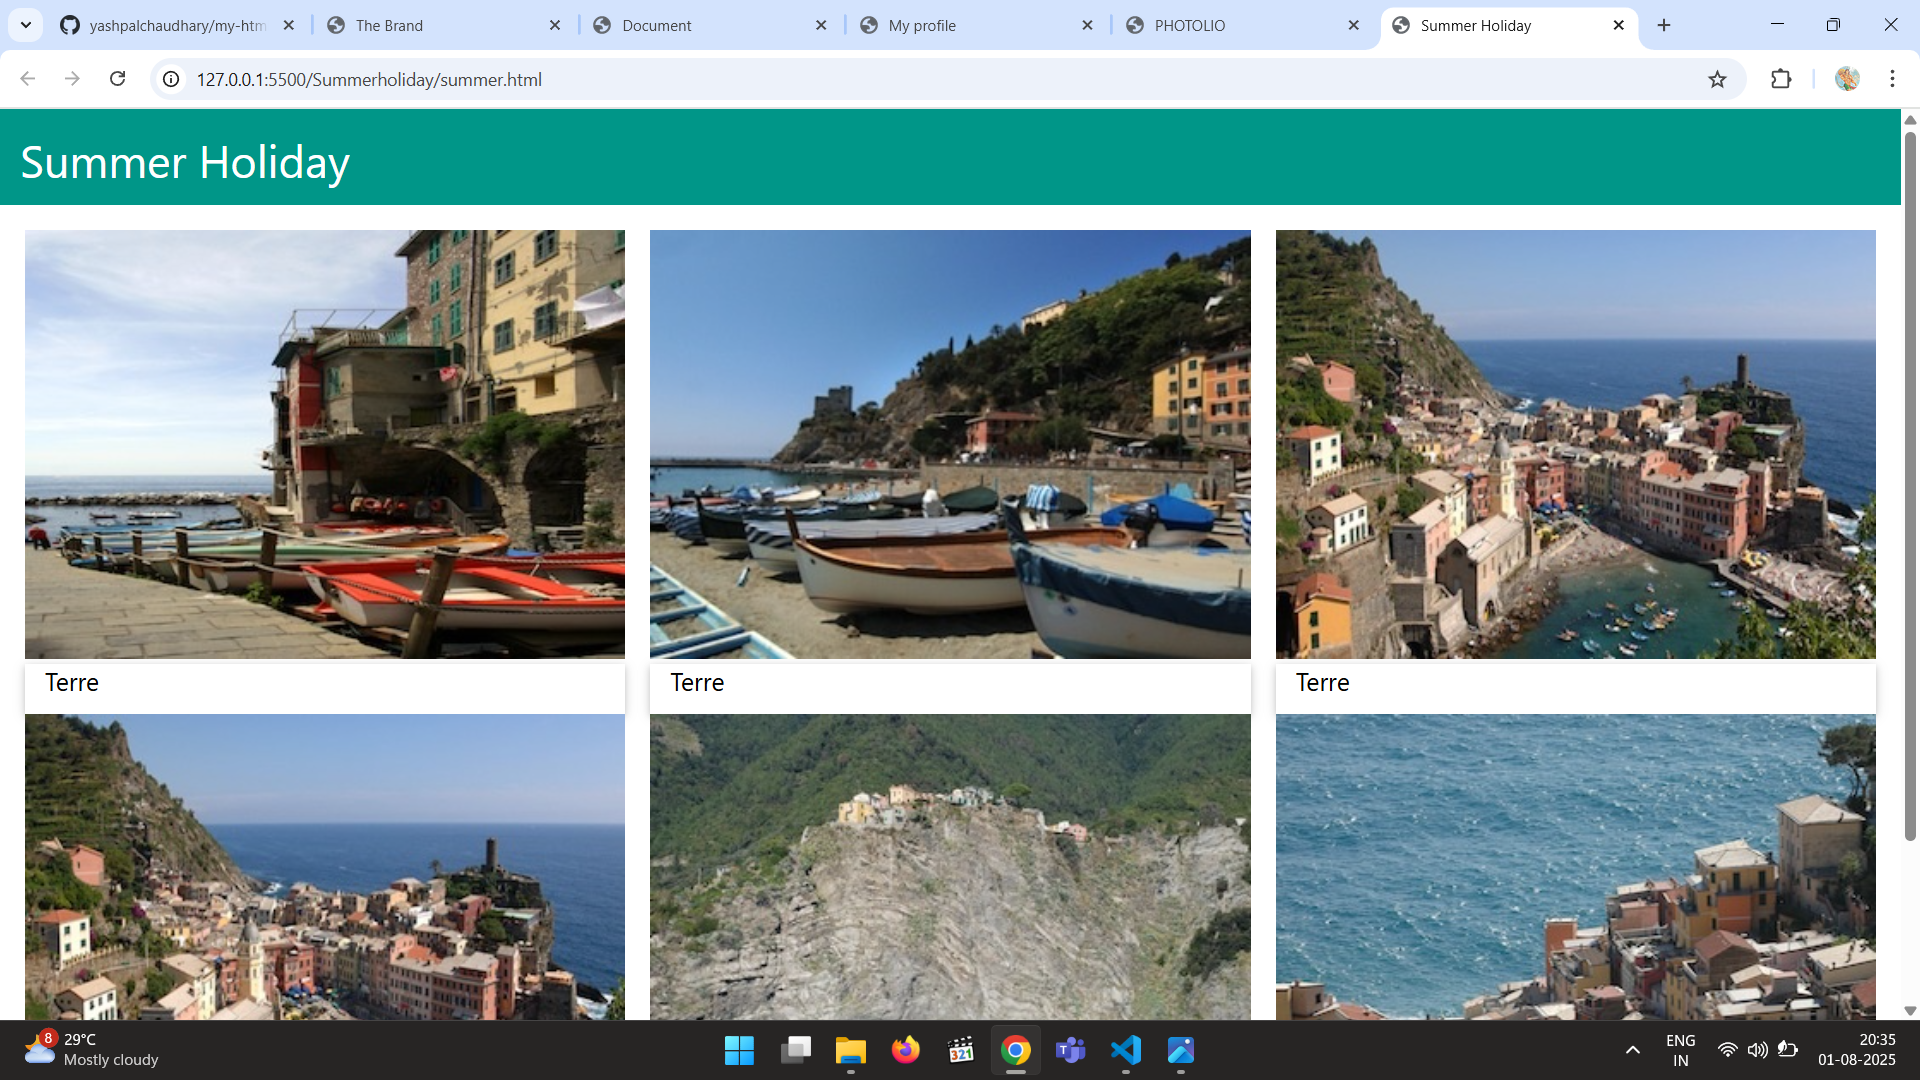 yashpalchaudhary/my-htm
The Brand
Document
My profile
PHOTOLIO
Summer Holiday
127.0.0.1:5500/Summerholiday/summer.html
Summer Holiday
Terre
Terre
Terre
8
29°C
Mostly cloudy
321
T
ENG
IN
20:35
01-08-2025